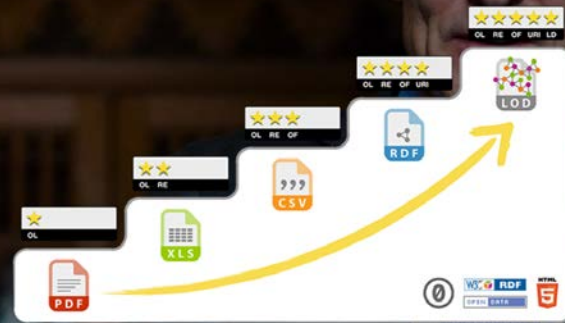 OL RE OF URI LD
LOD
OL RE OF URI
RDF
OL RE OF
CSV
OL RE
XLS
OL
PDF
0
W3C RDF
OPEN DATA
HTML
5